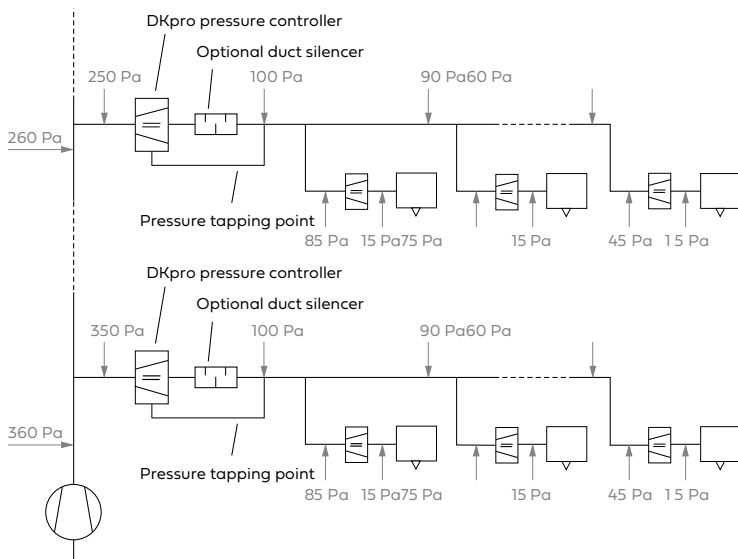 DKpro pressure controller
Optional duct silencer
250 Pa
100 Pa
90 Pa60 Pa
260 Pa
Pressure tapping point
85 Pa
15 Pa75 Pa
15 Pa
45 Pa
1 5 Pa
DKpro pressure controller
Optional duct silencer
350 Pa
100 Pa
90 Pa60 Pa
360 Pa
Pressure tapping point
85 Pa
15 Pa75 Pa
15 Pa
45 Pa
1 5 Pa